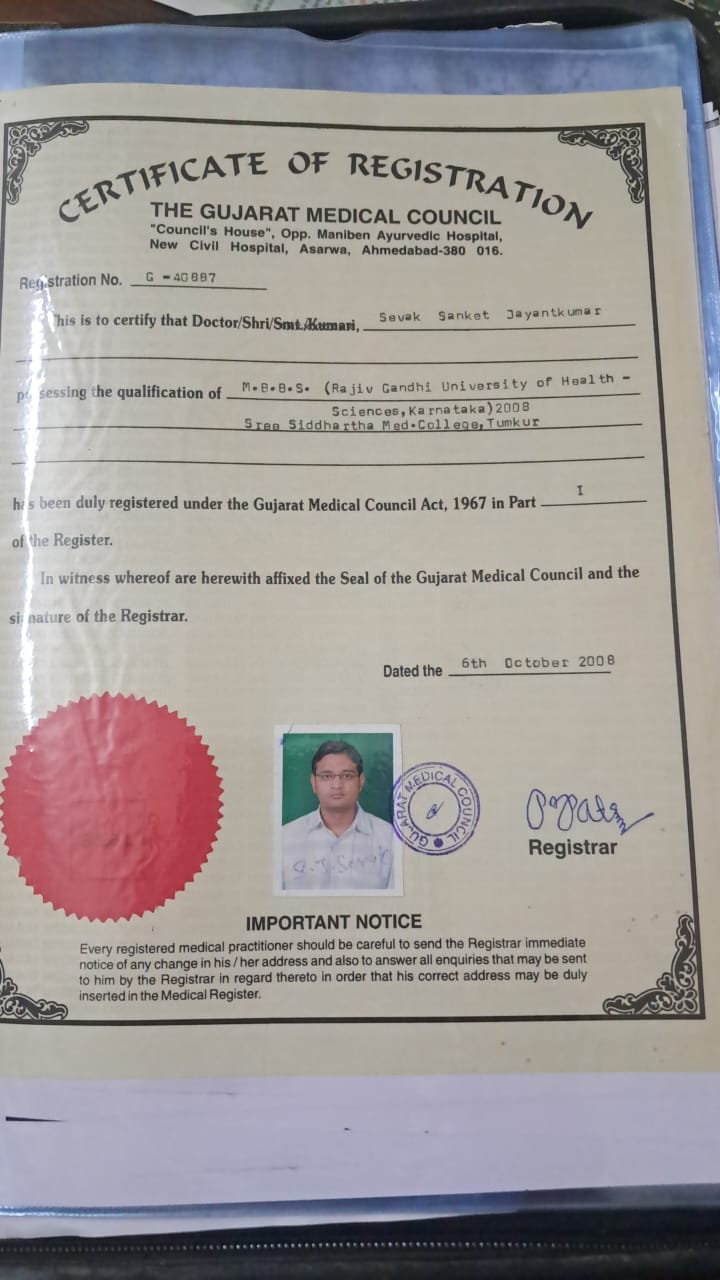 CERTIFICATE OF REGISTRATION
THE GUJARAT MEDICAL COUNCIL
"Council's House", Opp. Maniben Ayurvedic Hospital,
New Civil Hospital, Asarwa, Ahmedabad-380 016.
Registration No. G-40887
This is to certify that Doctor/Shri/Smt./Kumari, Sevak Sanket Jayantkumar
possessing the qualification of M.B.B.S. (Rajiv Gandhi University of Health -
Sciences,Karnataka)2008
Sree Siddhartha Med.College,Tumkur
has been duly registered under the Gujarat Medical Council Act, 1967 in Part I
of the Register.
In witness whereof are herewith affixed the Seal of the Gujarat Medical Council and the
signature of the Registrar.
Dated the 6th October 2008
GUJARAT MEDICAL COUNCIL
Registrar
IMPORTANT NOTICE
Every registered medical practitioner should be careful to send the Registrar immediate
notice of any change in his / her address and also to answer all enquiries that may be sent
to him by the Registrar in regard thereto in order that his correct address may be duly
inserted in the Medical Register.